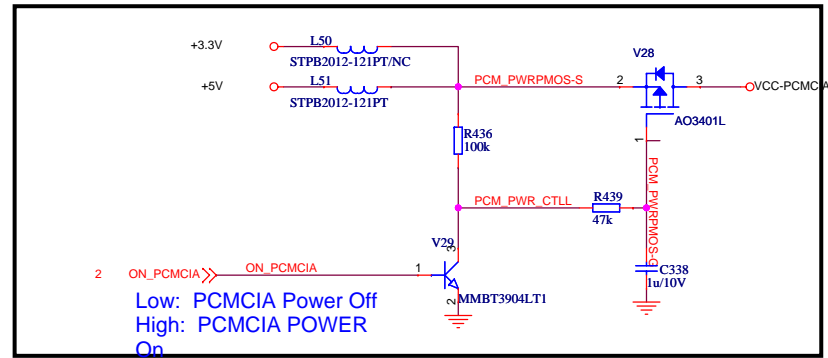 +3.3V
L50
STPB2012-121PT/NC
V28
+5V
L51
STPB2012-121PT
PCM_PWRPMOS-S
2
3
VCC-PCMCIA
AO3401L
R436
100k
1
PCM_PWRPMOS-G
PCM_PWR_CTLL
R439
47k
V29
3
2
ON_PCMCIA
ON_PCMCIA
1
C338
1u/10V
2
MMBT3904LT1
Low: PCMCIA Power Off
High: PCMCIA POWER
On